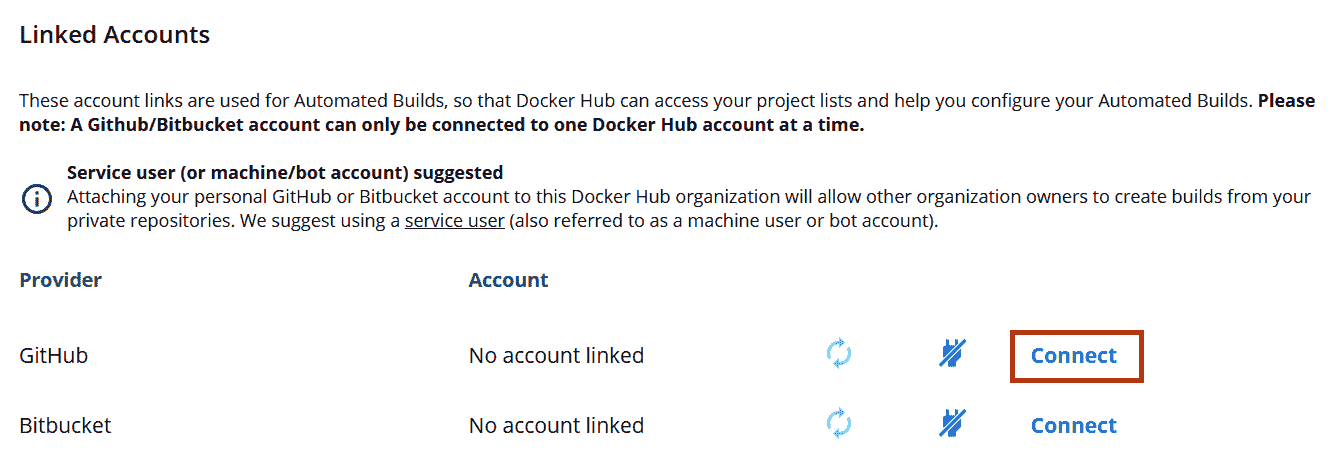 Linked Accounts
These account links are used for Automated Builds, so that Docker Hub can access your project lists and help you configure your Automated Builds. Please
note: A Github/Bitbucket account can only be connected to one Docker Hub account at a time.
Service user (or machine/bot account) suggested
Attaching your personal GitHub or Bitbucket account to this Docker Hub organization will allow other organization owners to create builds from your
private repositories. We suggest using a service user (also referred to as a machine user or bot account).
Provider Account
GitHub No account linked Connect
Bitbucket No account linked Connect